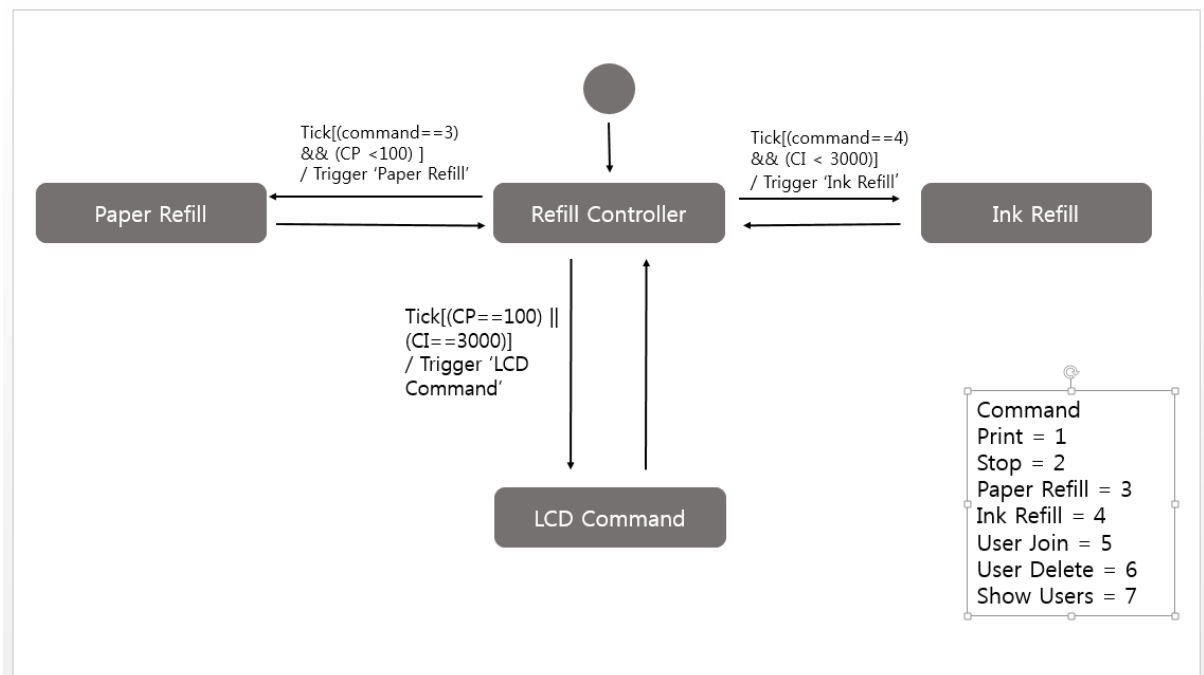 Tick[(command==3)
&& (CP <100) ]
/ Trigger ‘Paper Refill’
Tick[(command==4)
&& (CI < 3000)]
/ Trigger ‘Ink Refill’
Paper Refill
Refill Controller
Ink Refill
Tick[(CP==100) ||
(CI==3000)]
/ Trigger ‘LCD
Command’
LCD Command
Command
Print = 1
Stop = 2
Paper Refill = 3
Ink Refill = 4
User Join = 5
User Delete = 6
Show Users = 7